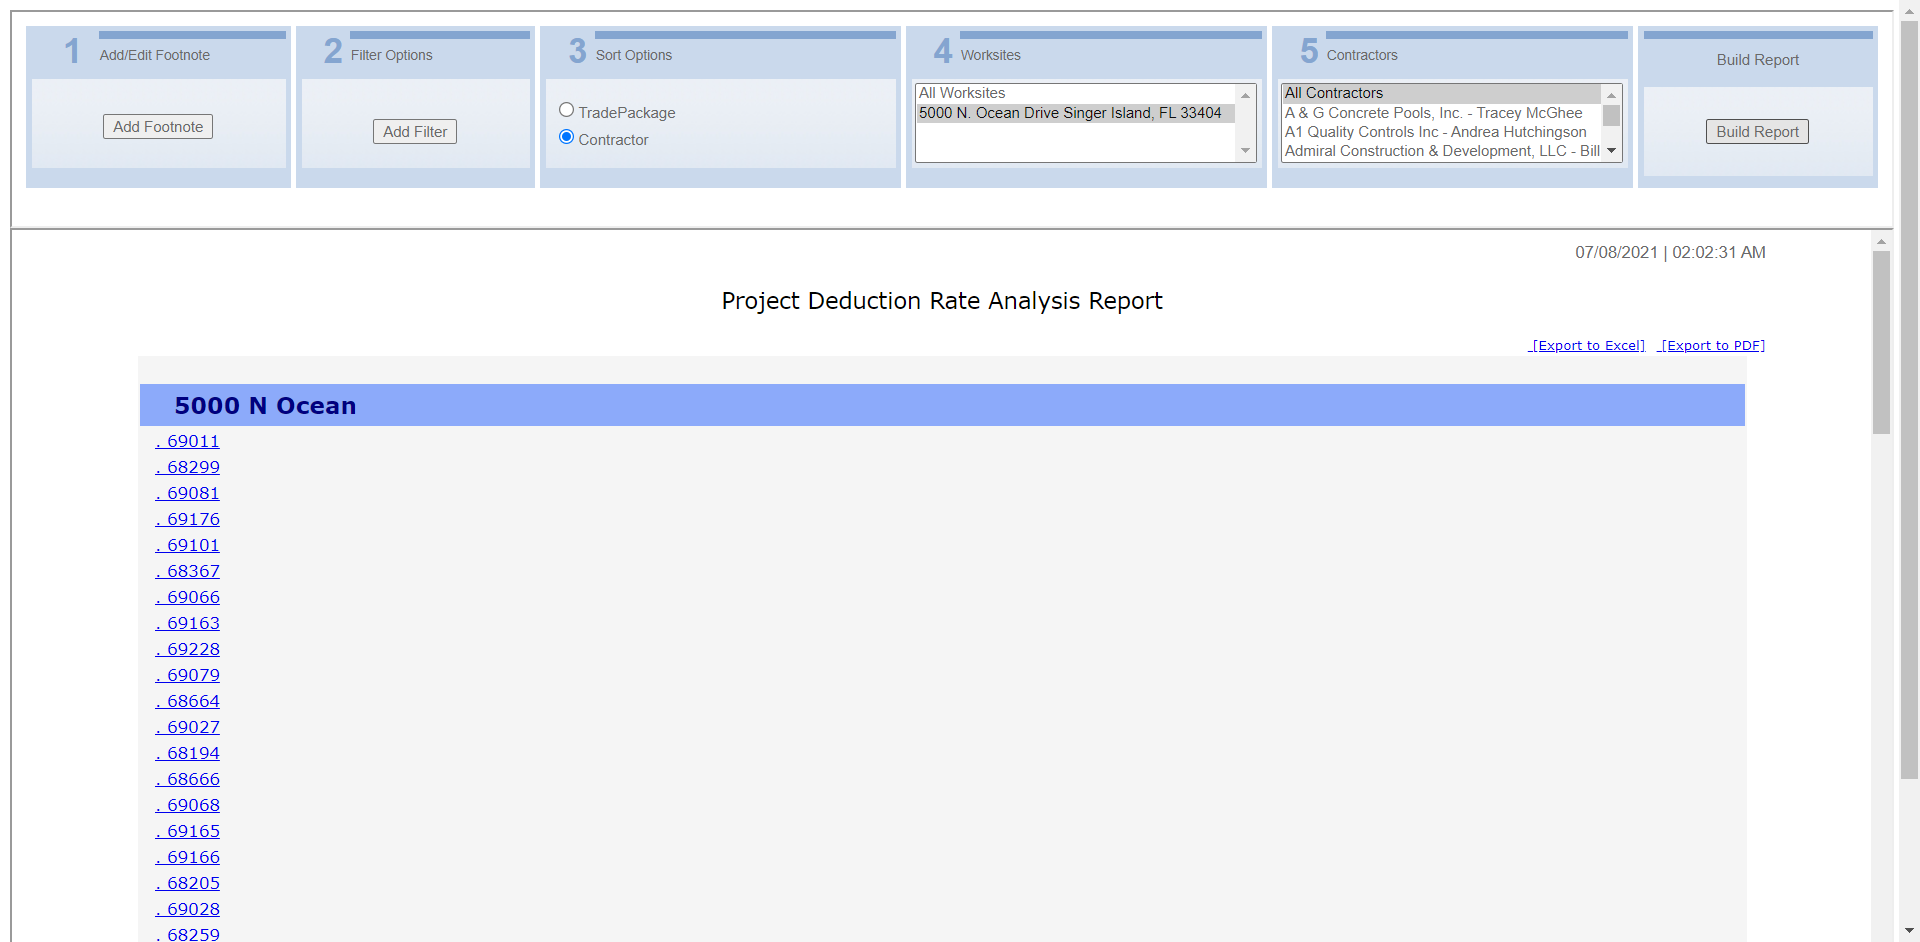 1 Add/Edit Footnote
Add Footnote
2 Filter Options
Add Filter
3 Sort Options
TradePackage
Contractor
4 Worksites
All Worksites
5000 N. Ocean Drive Singer Island, FL 33404
5 Contractors
All Contractors
A & G Concrete Pools, Inc. - Tracey McGhee
A1 Quality Controls Inc - Andrea Hutchingson
Admiral Construction & Development, LLC - Bill
Build Report
Build Report
07/08/2021 | 02:02:31 AM
Project Deduction Rate Analysis Report
[Export to Excel] [Export to PDF]
5000 N Ocean
. 69011
. 68299
. 69081
. 69176
. 69101
. 68367
. 69066
. 69163
. 69228
. 69079
. 68664
. 69027
. 68194
. 68666
. 69068
. 69165
. 69166
. 68205
. 69028
. 68259